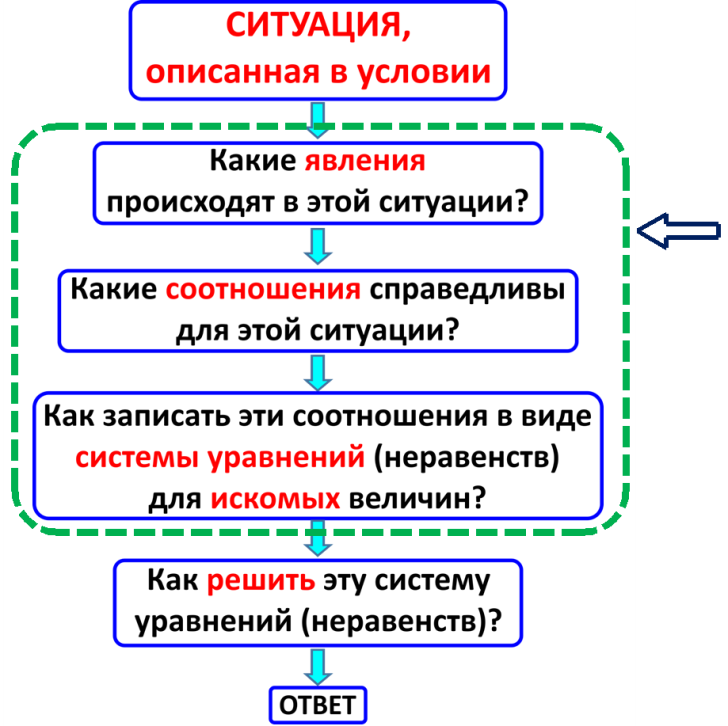 СИТУАЦИЯ,
описанная в условии
Какие явления
происходят в этой ситуации?
Какие соотношения справедливы
для этой ситуации?
Как записать эти соотношения в виде
системы уравнений (неравенств)
для искомых величин?
Как решить эту систему
уравнений (неравенств)?
ОТВЕТ